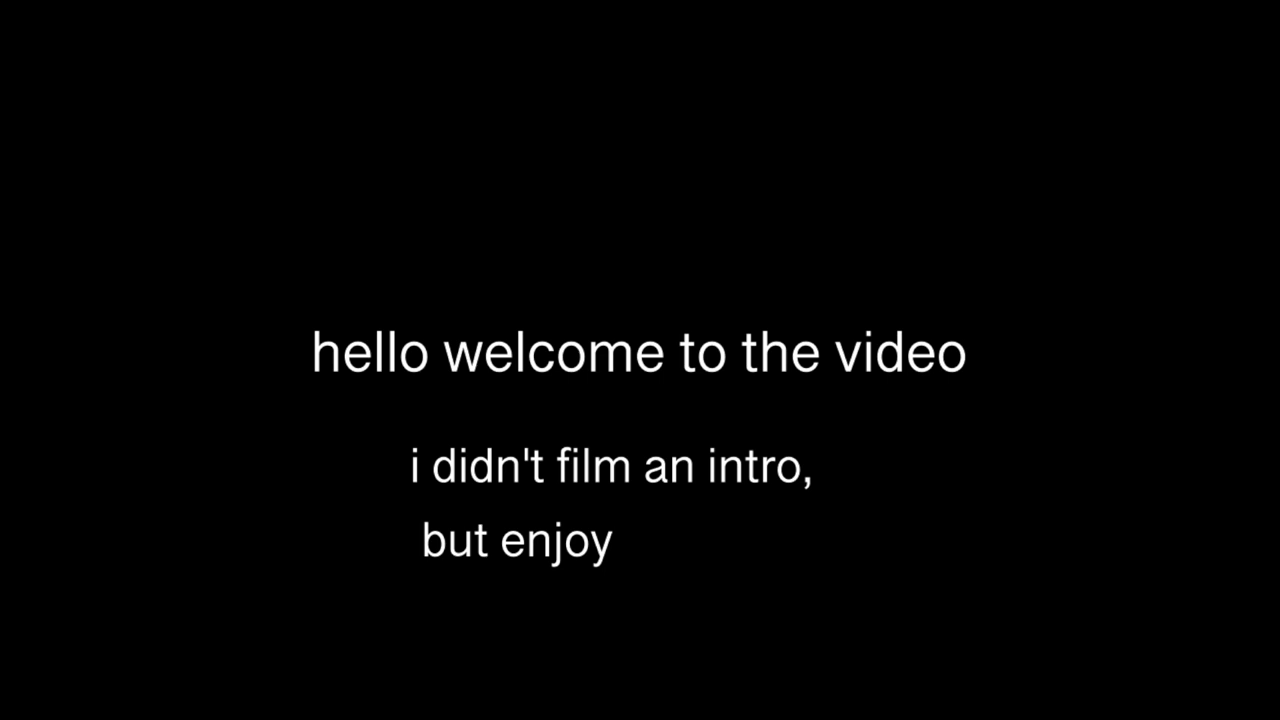 hello welcome to the video
i didn't film an intro,
but enjoy